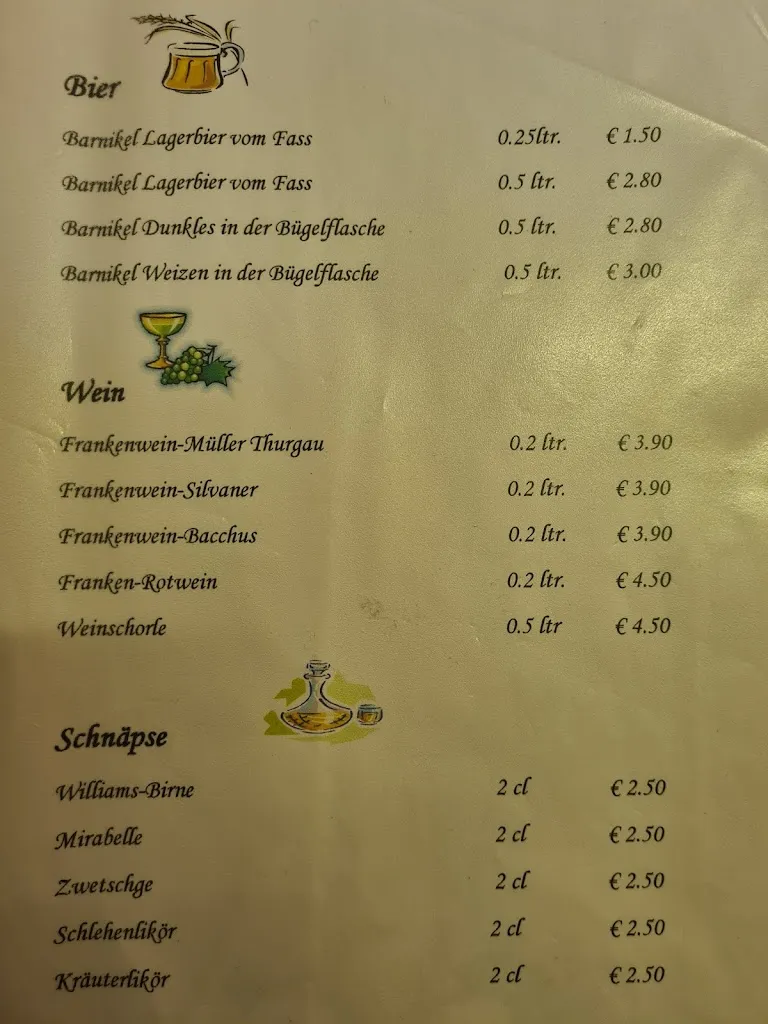 Bier
Barnikel Lagerbier vom Fass 0.25ltr. € 1.50
Barnikel Lagerbier vom Fass 0.5 ltr. € 2.80
Barnikel Dunkles in der Bügelflasche 0.5 ltr. € 2.80
Barnikel Weizen in der Bügelflasche 0.5 ltr. € 3.00
Wein
Frankenwein-Müller Thurgau 0.2 ltr. € 3.90
Frankenwein-Silvaner 0.2 ltr. € 3.90
Frankenwein-Bacchus 0.2 ltr. € 3.90
Franken-Rotwein 0.2 ltr. € 4.50
Weinschorle 0.5 ltr € 4.50
Schnäpse
Williams-Birne 2 cl € 2.50
Mirabelle 2 cl € 2.50
Zwetschge 2 cl € 2.50
Schlehenlikör 2 cl € 2.50
Kräuterlikör 2 cl € 2.50